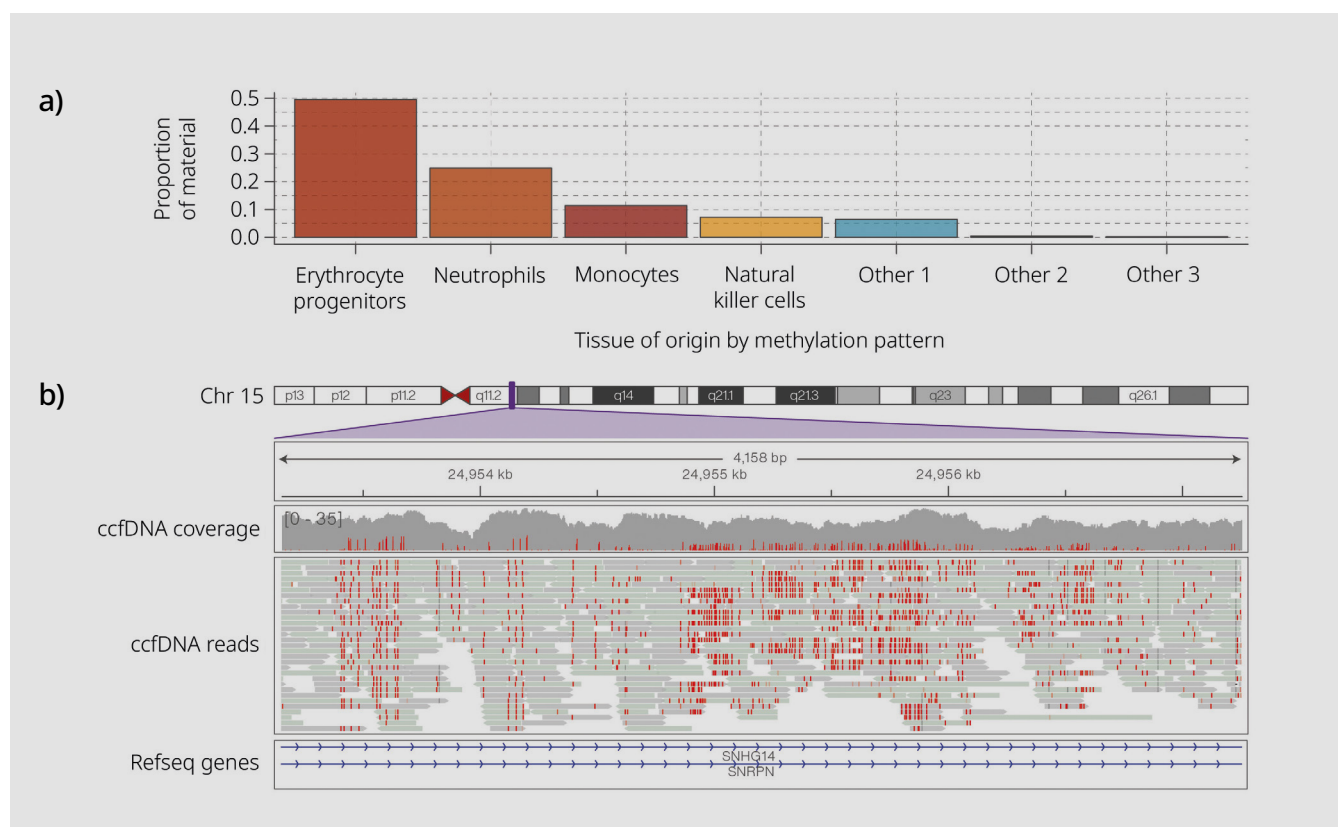 a)
Proportion
of material
0.5
0.4
0.3
0.2
0.1
0.0
Erythrocyte
progenitors
Neutrophils
Monocytes
Natural
killer cells
Other 1
Other 2
Other 3
Tissue of origin by methylation pattern
b)
Chr 15
p13 p12 p11.2 q11.2 q14 q21.1 q21.3 q23 q26.1
4,158 bp
24,954 kb 24,955 kb 24,956 kb
ccfDNA coverage
[0 - 35]
ccfDNA reads
Refseq genes
SNHG14
SNRPN